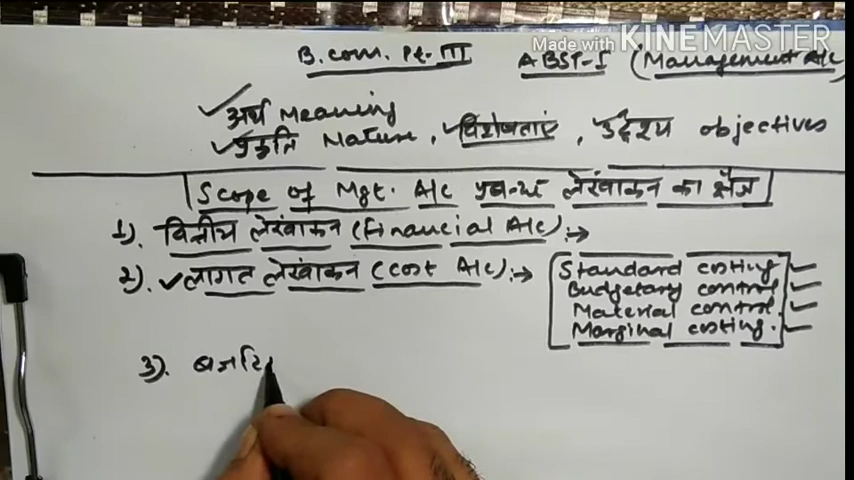 Made with KINEMASTER
B.com. Pt-III ABST-I (Management A/c
अर्थ Meaning
प्रकृति Nature, विशेषताएं, उद्देश्य objectives
Scope of Mgt. A/c प्रबन्ध लेखांकन का क्षेत्र
1). वित्तीय लेखांकन (Financial A/c) :→
2). लागत लेखांकन (Cost A/c) :→
Standard costing
Budgetary control
Material control
Marginal costing.
3).